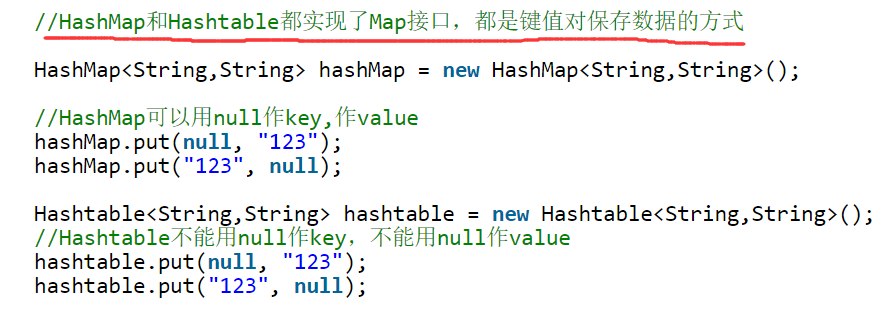 //HashMap和Hashtable都实现了Map接口，都是键值对保存数据的方式
HashMap<String,String> hashMap = new HashMap<String,String>();
//HashMap可以用null作key,作value
hashMap.put(null, "123");
hashMap.put("123", null);
Hashtable<String,String> hashtable = new Hashtable<String,String>();
//Hashtable不能用null作key，不能用null作value
hashtable.put(null, "123");
hashtable.put("123", null);